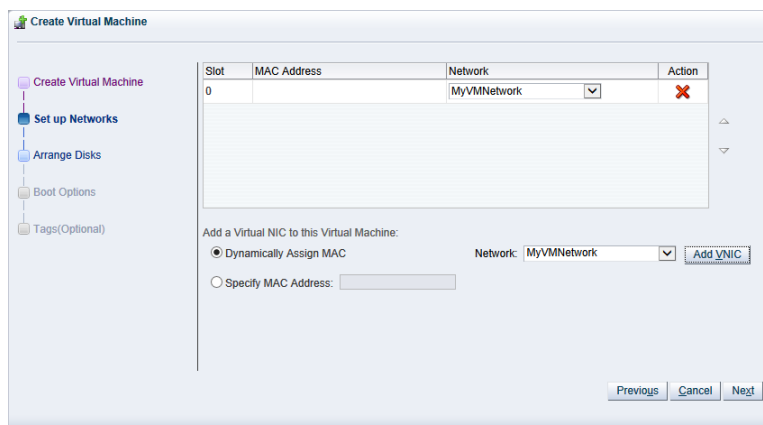 Create Virtual Machine
Create Virtual Machine
Set up Networks
Arrange Disks
Boot Options
Tags(Optional)
Slot MAC Address Network Action
0 MyVMNetwork
Add a Virtual NIC to this Virtual Machine:
Dynamically Assign MAC Network: MyVMNetwork Add VNIC
Specify MAC Address:
Previous Cancel Next